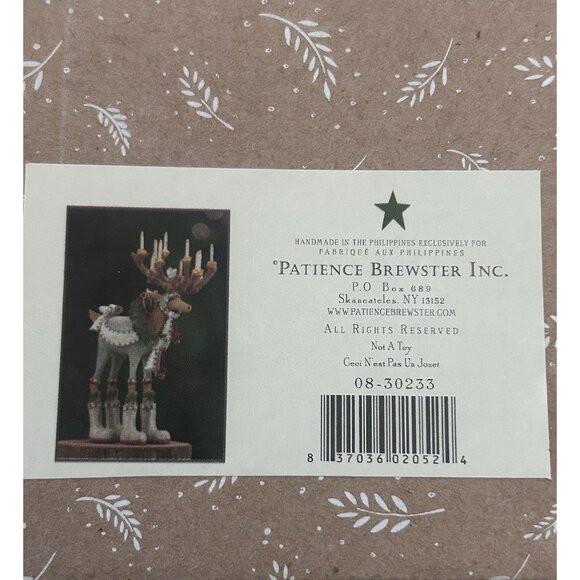 HANDMADE IN THE PHILIPPINES EXCLUSIVELY FOR
FABRIQUÉ AUX PHILIPPINES
©PATIENCE BREWSTER INC.
P.O. Box 689
Skaneateles, NY 13152
WWW.PATIENCEBREWSTER.COM
ALL RIGHTS RESERVED
Not A Toy
Ceci N'est Pas Un Jouet
08-30233
8 37036 02052 4